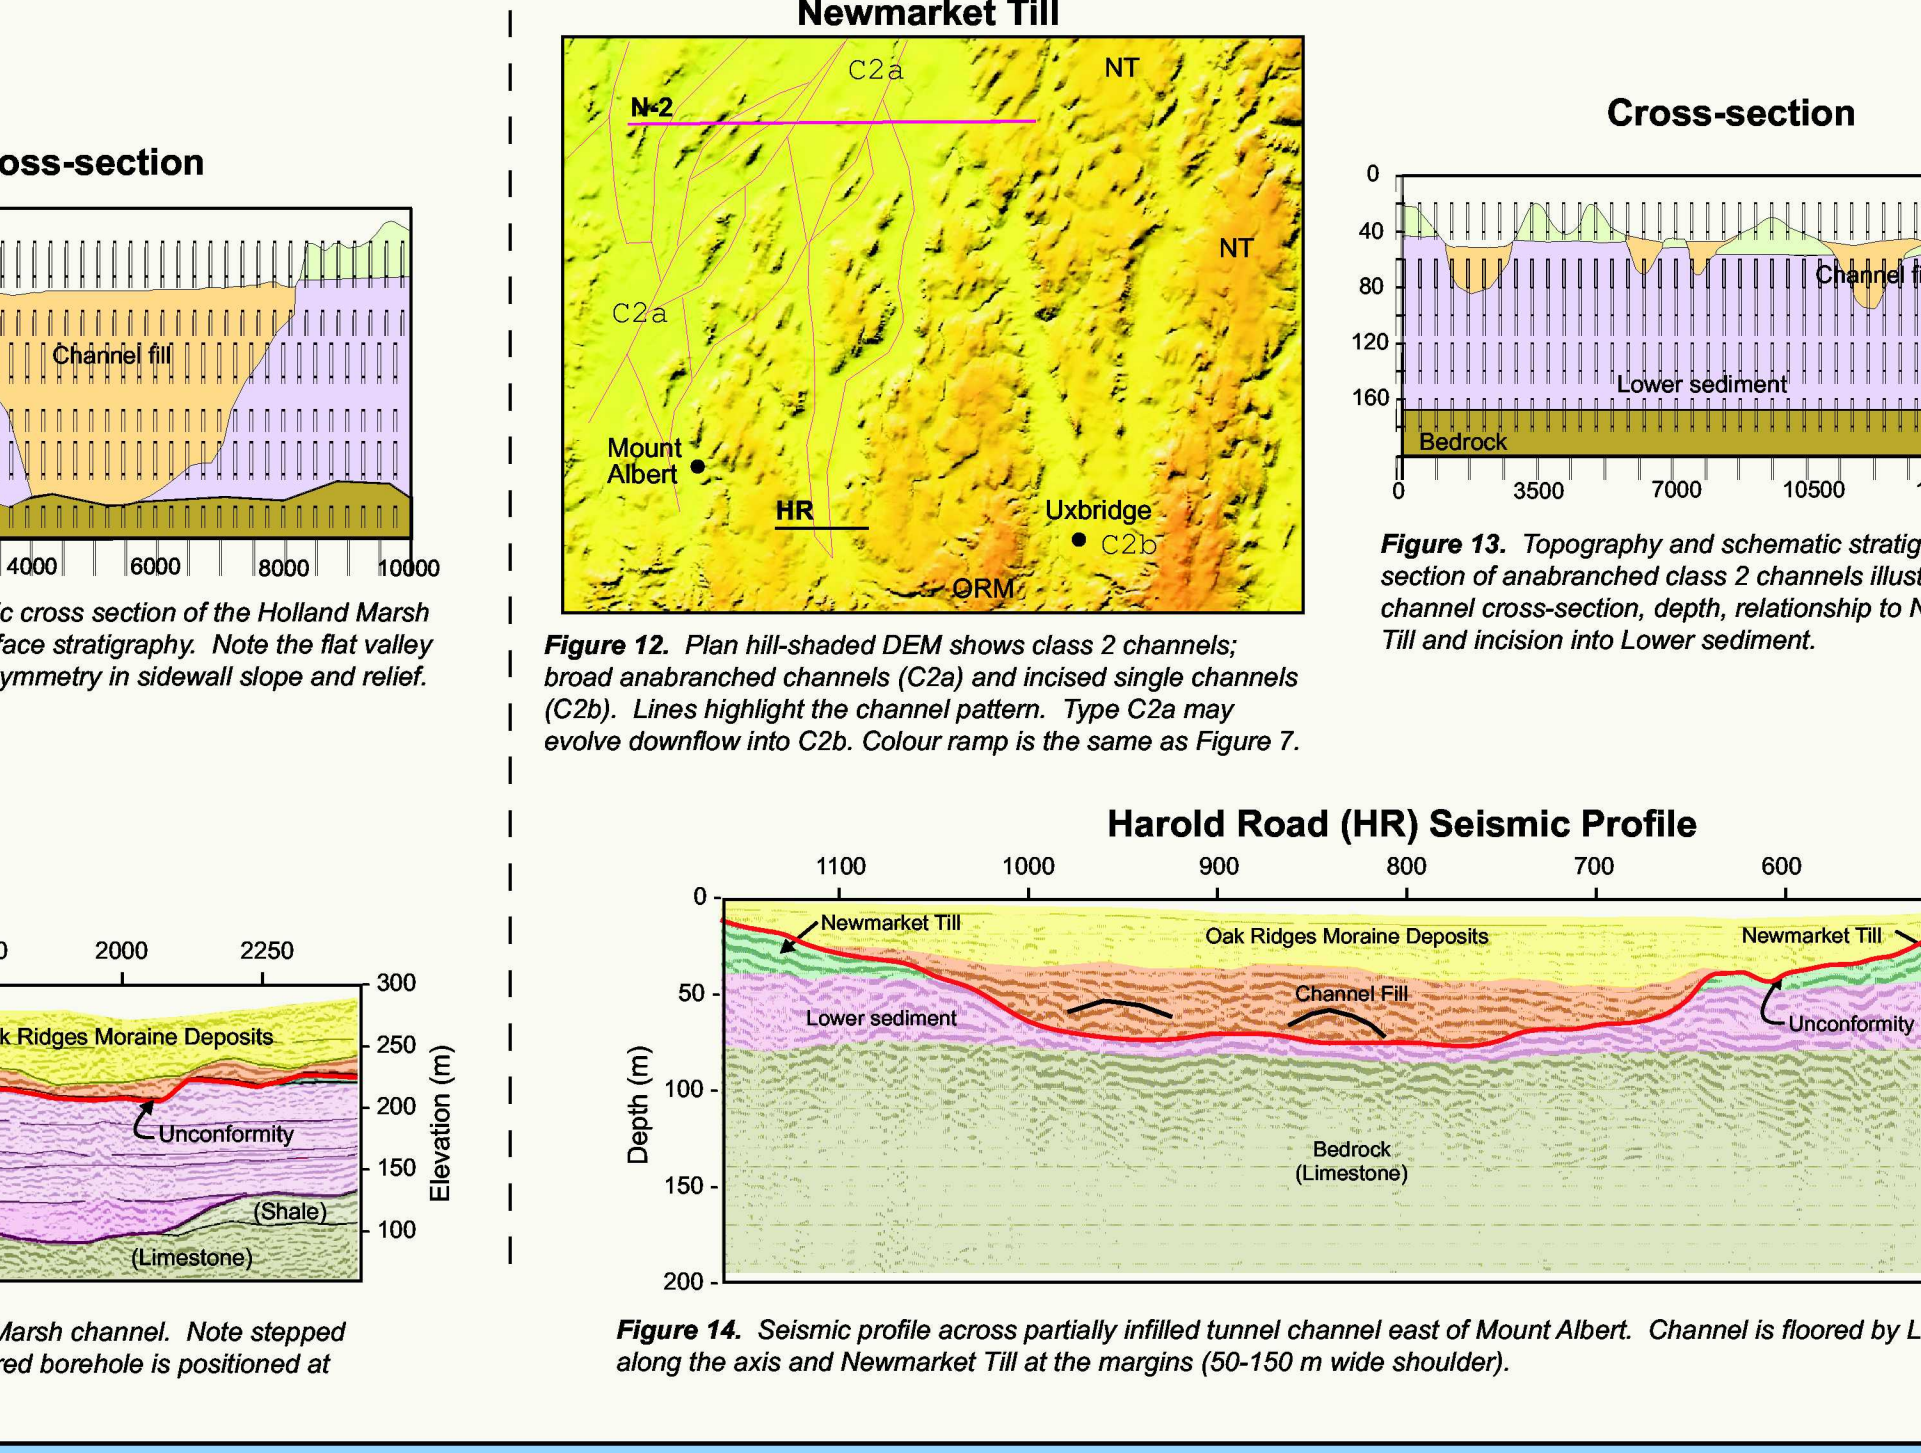 Newmarket Till
C2a
NT
N-2
NT
C2a
Mount
Albert
HR
Uxbridge
C2b
ORM
Figure 12. Plan hill-shaded DEM shows class 2 channels;
broad anabranched channels (C2a) and incised single channels
(C2b). Lines highlight the channel pattern. Type C2a may
evolve downflow into C2b. Colour ramp is the same as Figure 7.
oss-section
Channel fill
4000 6000 8000 10000
ic cross section of the Holland Marsh
face stratigraphy. Note the flat valley
ymmetry in sidewall slope and relief.
Cross-section
0
40
80
120
160
Channel fi
Lower sediment
Bedrock
0 3500 7000 10500 1
Figure 13. Topography and schematic stratig
section of anabranched class 2 channels illust
channel cross-section, depth, relationship to N
Till and incision into Lower sediment.
0 2000 2250
300
250
200
150
100
Elevation (m)
k Ridges Moraine Deposits
Unconformity
(Shale)
(Limestone)
Marsh channel. Note stepped
red borehole is positioned at
Harold Road (HR) Seismic Profile
1100 1000 900 800 700 600
0
50
100
150
200
Depth (m)
Newmarket Till
Oak Ridges Moraine Deposits
Newmarket Till
Channel Fill
Lower sediment
Unconformity
Bedrock
(Limestone)
Figure 14. Seismic profile across partially infilled tunnel channel east of Mount Albert. Channel is floored by L
along the axis and Newmarket Till at the margins (50-150 m wide shoulder).